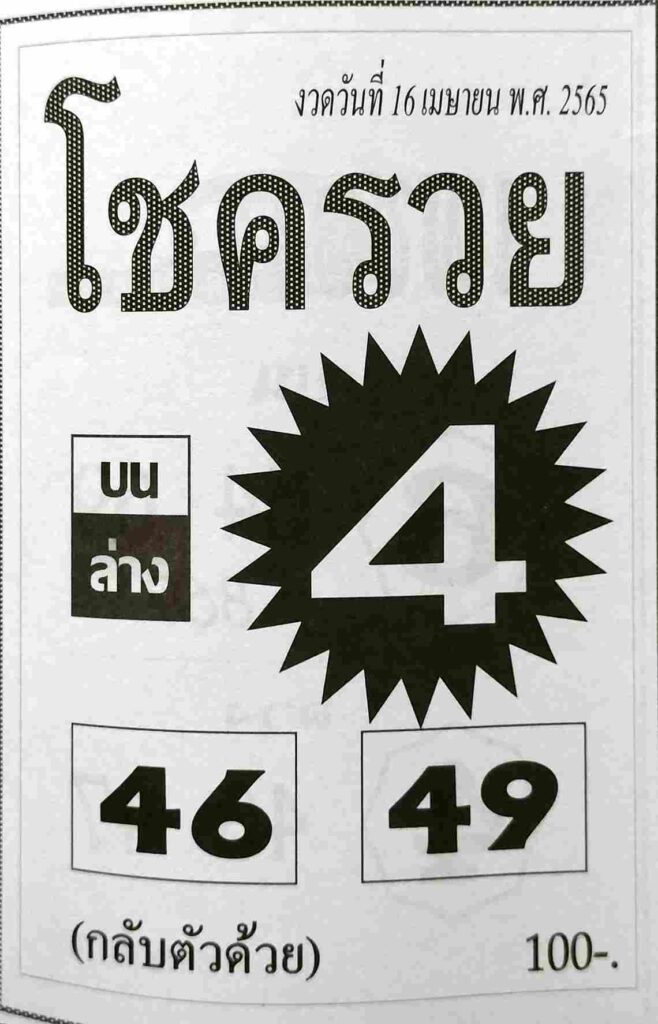 งวดวันที่ 16 เมษายน พ.ศ. 2565
โชครวย
บน
ล่าง
4
46 49
(กลับตัวด้วย) 100-.